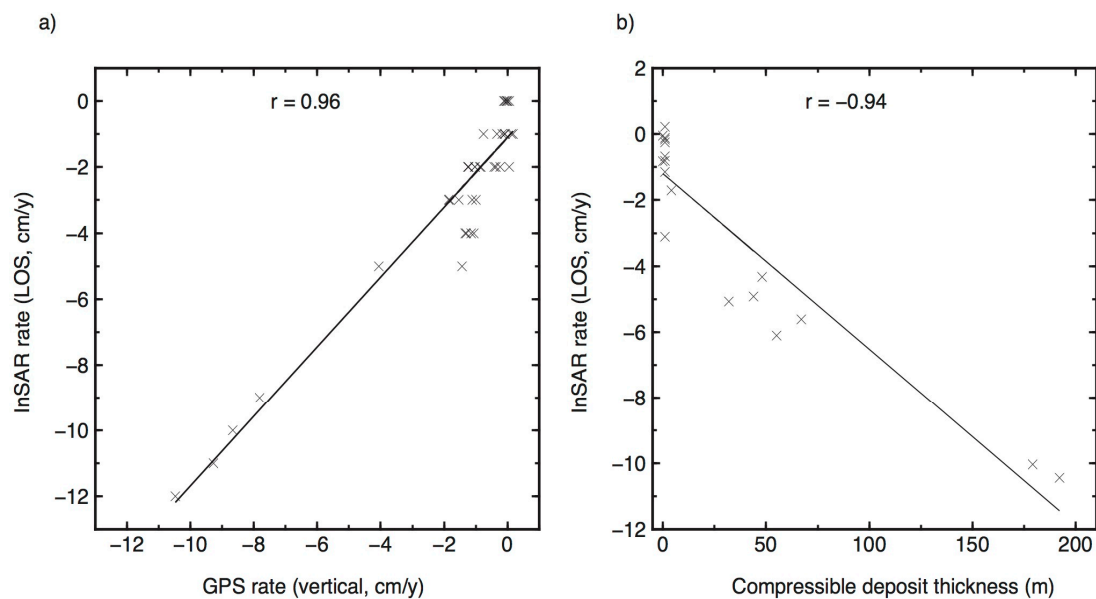 a)
r = 0.96
0
−2
−4
−6
−8
−10
−12
InSAR rate (LOS, cm/y)
−12 −10 −8 −6 −4 −2 0
GPS rate (vertical, cm/y)
b)
r = −0.94
2
0
−2
−4
−6
−8
−10
−12
InSAR rate (LOS, cm/y)
0 50 100 150 200
Compressible deposit thickness (m)